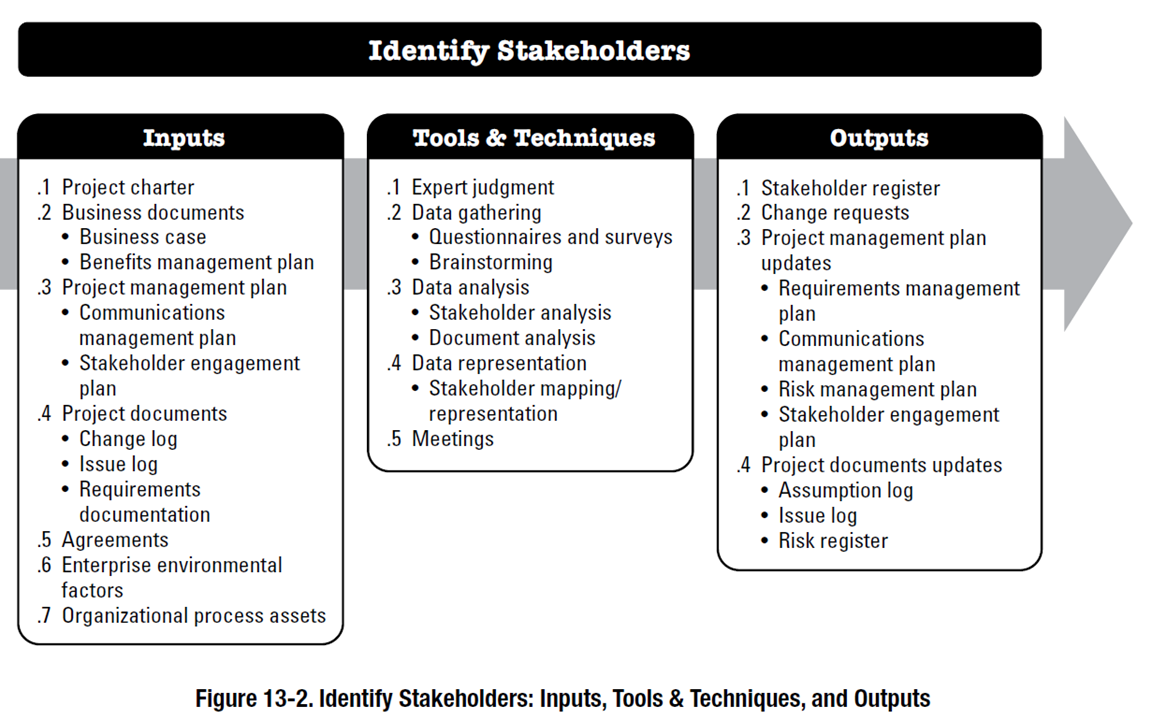 Identify Stakeholders
Inputs
.1 Project charter
.2 Business documents
• Business case
• Benefits management plan
.3 Project management plan
• Communications
management plan
• Stakeholder engagement
plan
.4 Project documents
• Change log
• Issue log
• Requirements
documentation
.5 Agreements
.6 Enterprise environmental
factors
.7 Organizational process assets
Tools & Techniques
.1 Expert judgment
.2 Data gathering
• Questionnaires and surveys
• Brainstorming
.3 Data analysis
• Stakeholder analysis
• Document analysis
.4 Data representation
• Stakeholder mapping/
representation
.5 Meetings
Outputs
.1 Stakeholder register
.2 Change requests
.3 Project management plan
updates
• Requirements management
plan
• Communications
management plan
• Risk management plan
• Stakeholder engagement
plan
.4 Project documents updates
• Assumption log
• Issue log
• Risk register
Figure 13-2. Identify Stakeholders: Inputs, Tools & Techniques, and Outputs